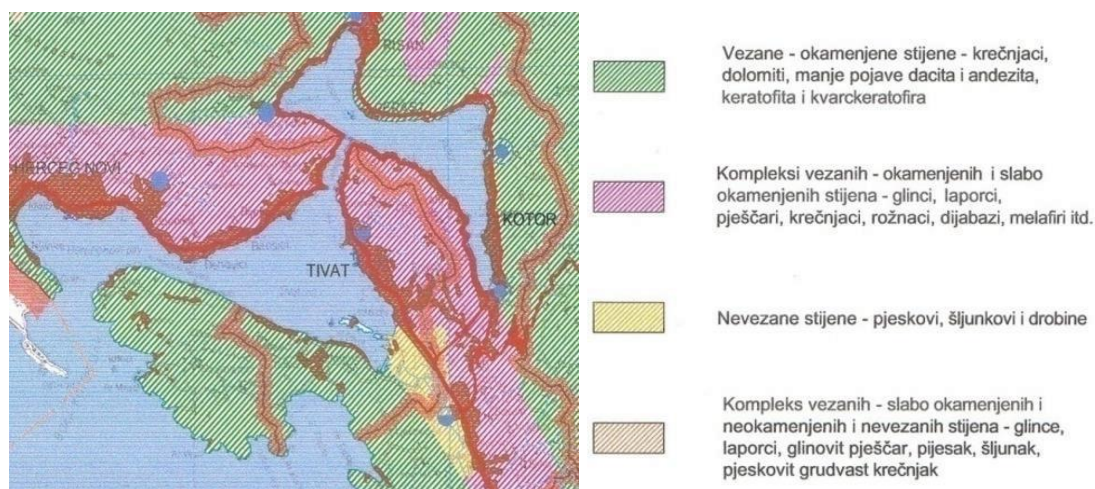 RISAN
PERAST
HERCEG NOVI
KOTOR
TIVAT
Vezane - okamenjene stijene - krečnjaci,
dolomiti, manje pojave dacita i andezita,
keratofita i kvarckeratofira
Kompleksi vezanih - okamenjenih i slabo
okamenjenih stijena - glinci, laporci,
pješčari, krečnjaci, rožnaci, dijabazi, melafiri itd.
Nevezane stijene - pjeskovi, šljunkovi i drobine
Kompleks vezanih - slabo okamenjenih i
neokamenjenih i nevezanih stijena - glince,
laporci, glinovit pješčar, pijesak, šljunak,
pjeskovit grudvast krečnjak